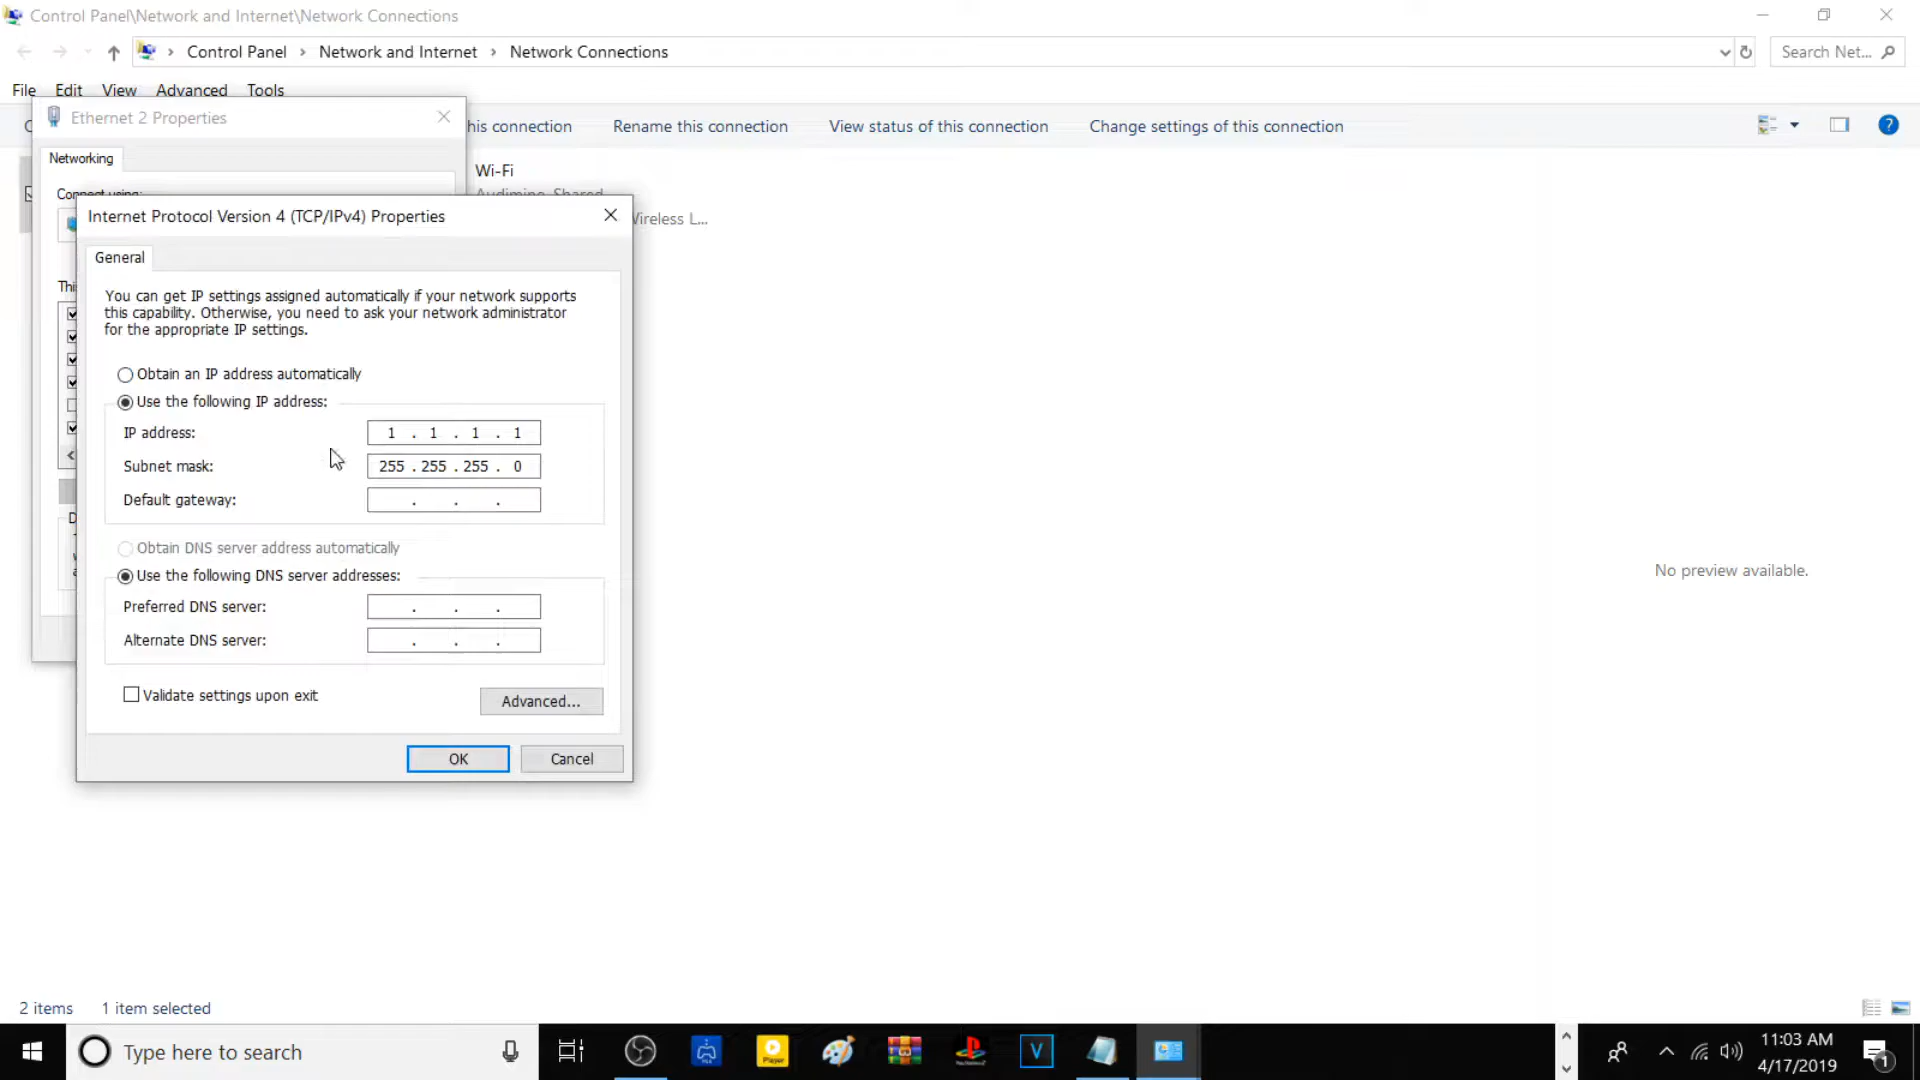 Control Panel\Network and Internet\Network Connections
Control Panel › Network and Internet › Network Connections
Search Net...
File Edit View Advanced Tools
his connection Rename this connection View status of this connection Change settings of this connection
Ethernet 2 Properties
Networking
Connect using:
Wi-Fi
Wireless L...
Internet Protocol Version 4 (TCP/IPv4) Properties
General
You can get IP settings assigned automatically if your network supports
this capability. Otherwise, you need to ask your network administrator
for the appropriate IP settings.
Obtain an IP address automatically
Use the following IP address:
IP address: 1 . 1 . 1 . 1
Subnet mask: 255 . 255 . 255 . 0
Default gateway: . . .
Obtain DNS server address automatically
Use the following DNS server addresses:
Preferred DNS server: . . .
Alternate DNS server: . . .
Validate settings upon exit
Advanced...
OK Cancel
No preview available.
2 items 1 item selected
Type here to search
Player
V
11:03 AM
4/17/2019
1